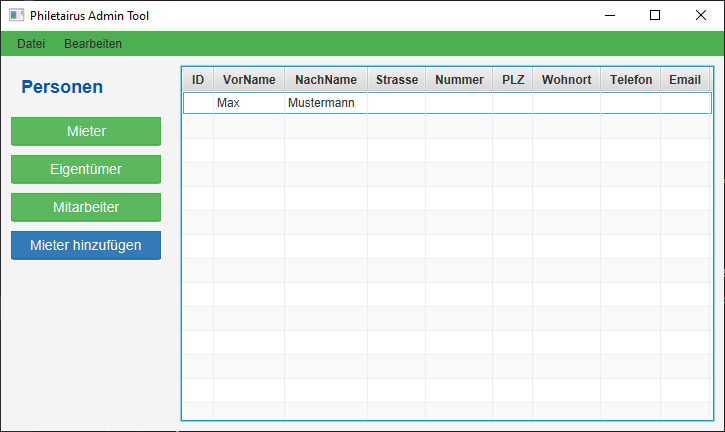 Philetairus Admin Tool
Datei Bearbeiten
Personen
Mieter
Eigentümer
Mitarbeiter
Mieter hinzufügen
ID VorName NachName Strasse Nummer PLZ Wohnort Telefon Email
Max Mustermann